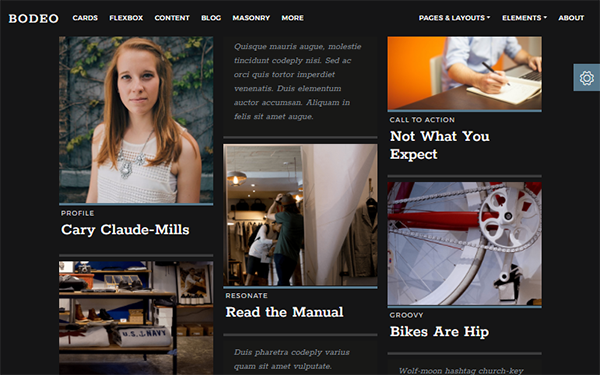 BODEO CARDS FLEXBOX CONTENT BLOG MASONRY MORE PAGES & LAYOUTS ELEMENTS ABOUT
PROFILE
Cary Claude-Mills
U.S. NAVY
Quisque mauris augue, molestie
tincidunt codeply nisi. Sed ac
orci quis tortor imperdiet
venenatis. Duis elementum
auctor accumsan. Aliquam in
felis sit amet augue.
RESONATE
Read the Manual
Duis pharetra codeply varius
quam sit amet vulputate.
CALL TO ACTION
Not What You
Expect
GROOVY
Bikes Are Hip
Wolf-moon hashtag church-key